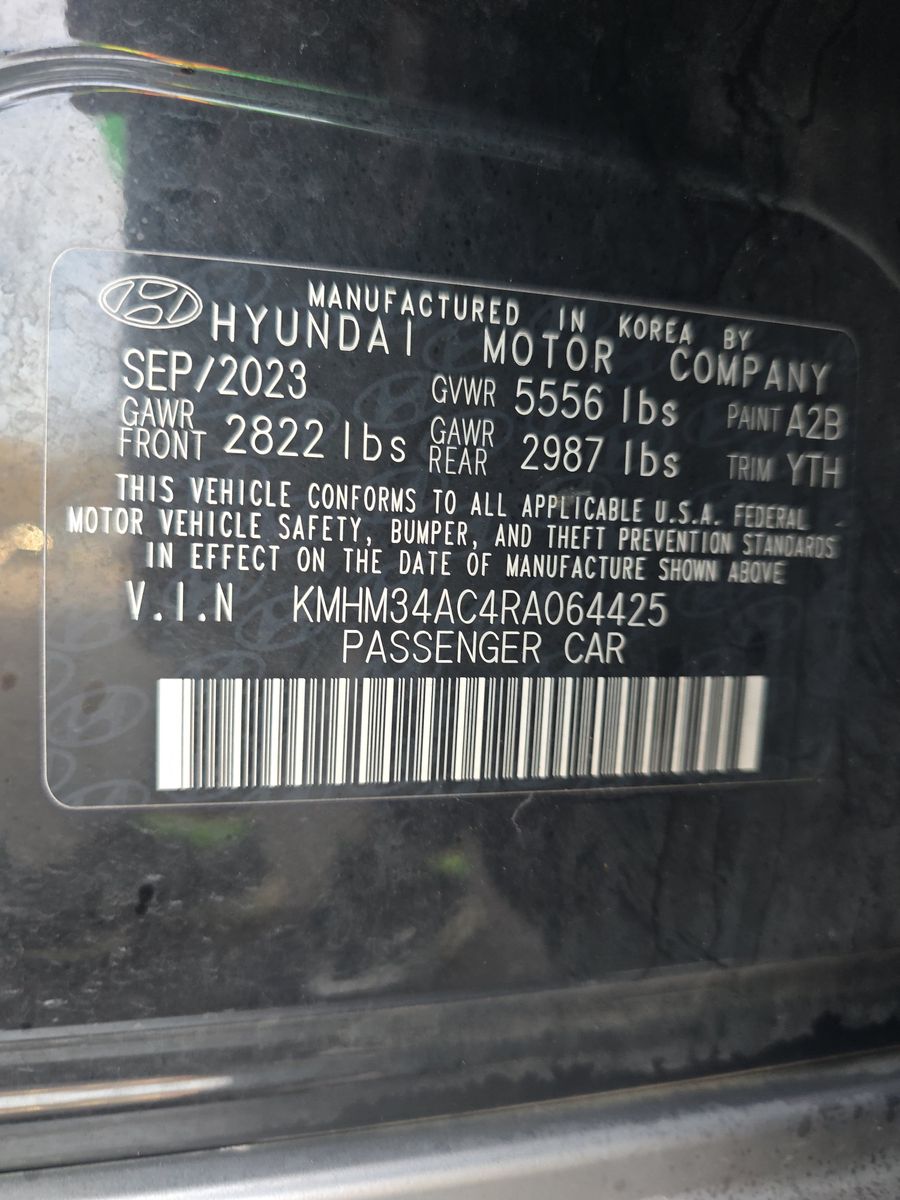 MANUFACTURED IN KOREA BY
HYUNDAI MOTOR COMPANY
SEP/2023 GVWR 5556 lbs PAINT A2B
GAWR FRONT 2822 lbs GAWR REAR 2987 lbs TRIM YTH
THIS VEHICLE CONFORMS TO ALL APPLICABLE U.S.A. FEDERAL
MOTOR VEHICLE SAFETY, BUMPER, AND THEFT PREVENTION STANDARDS
IN EFFECT ON THE DATE OF MANUFACTURE SHOWN ABOVE
V.I.N KMHM34AC4RA064425
PASSENGER CAR